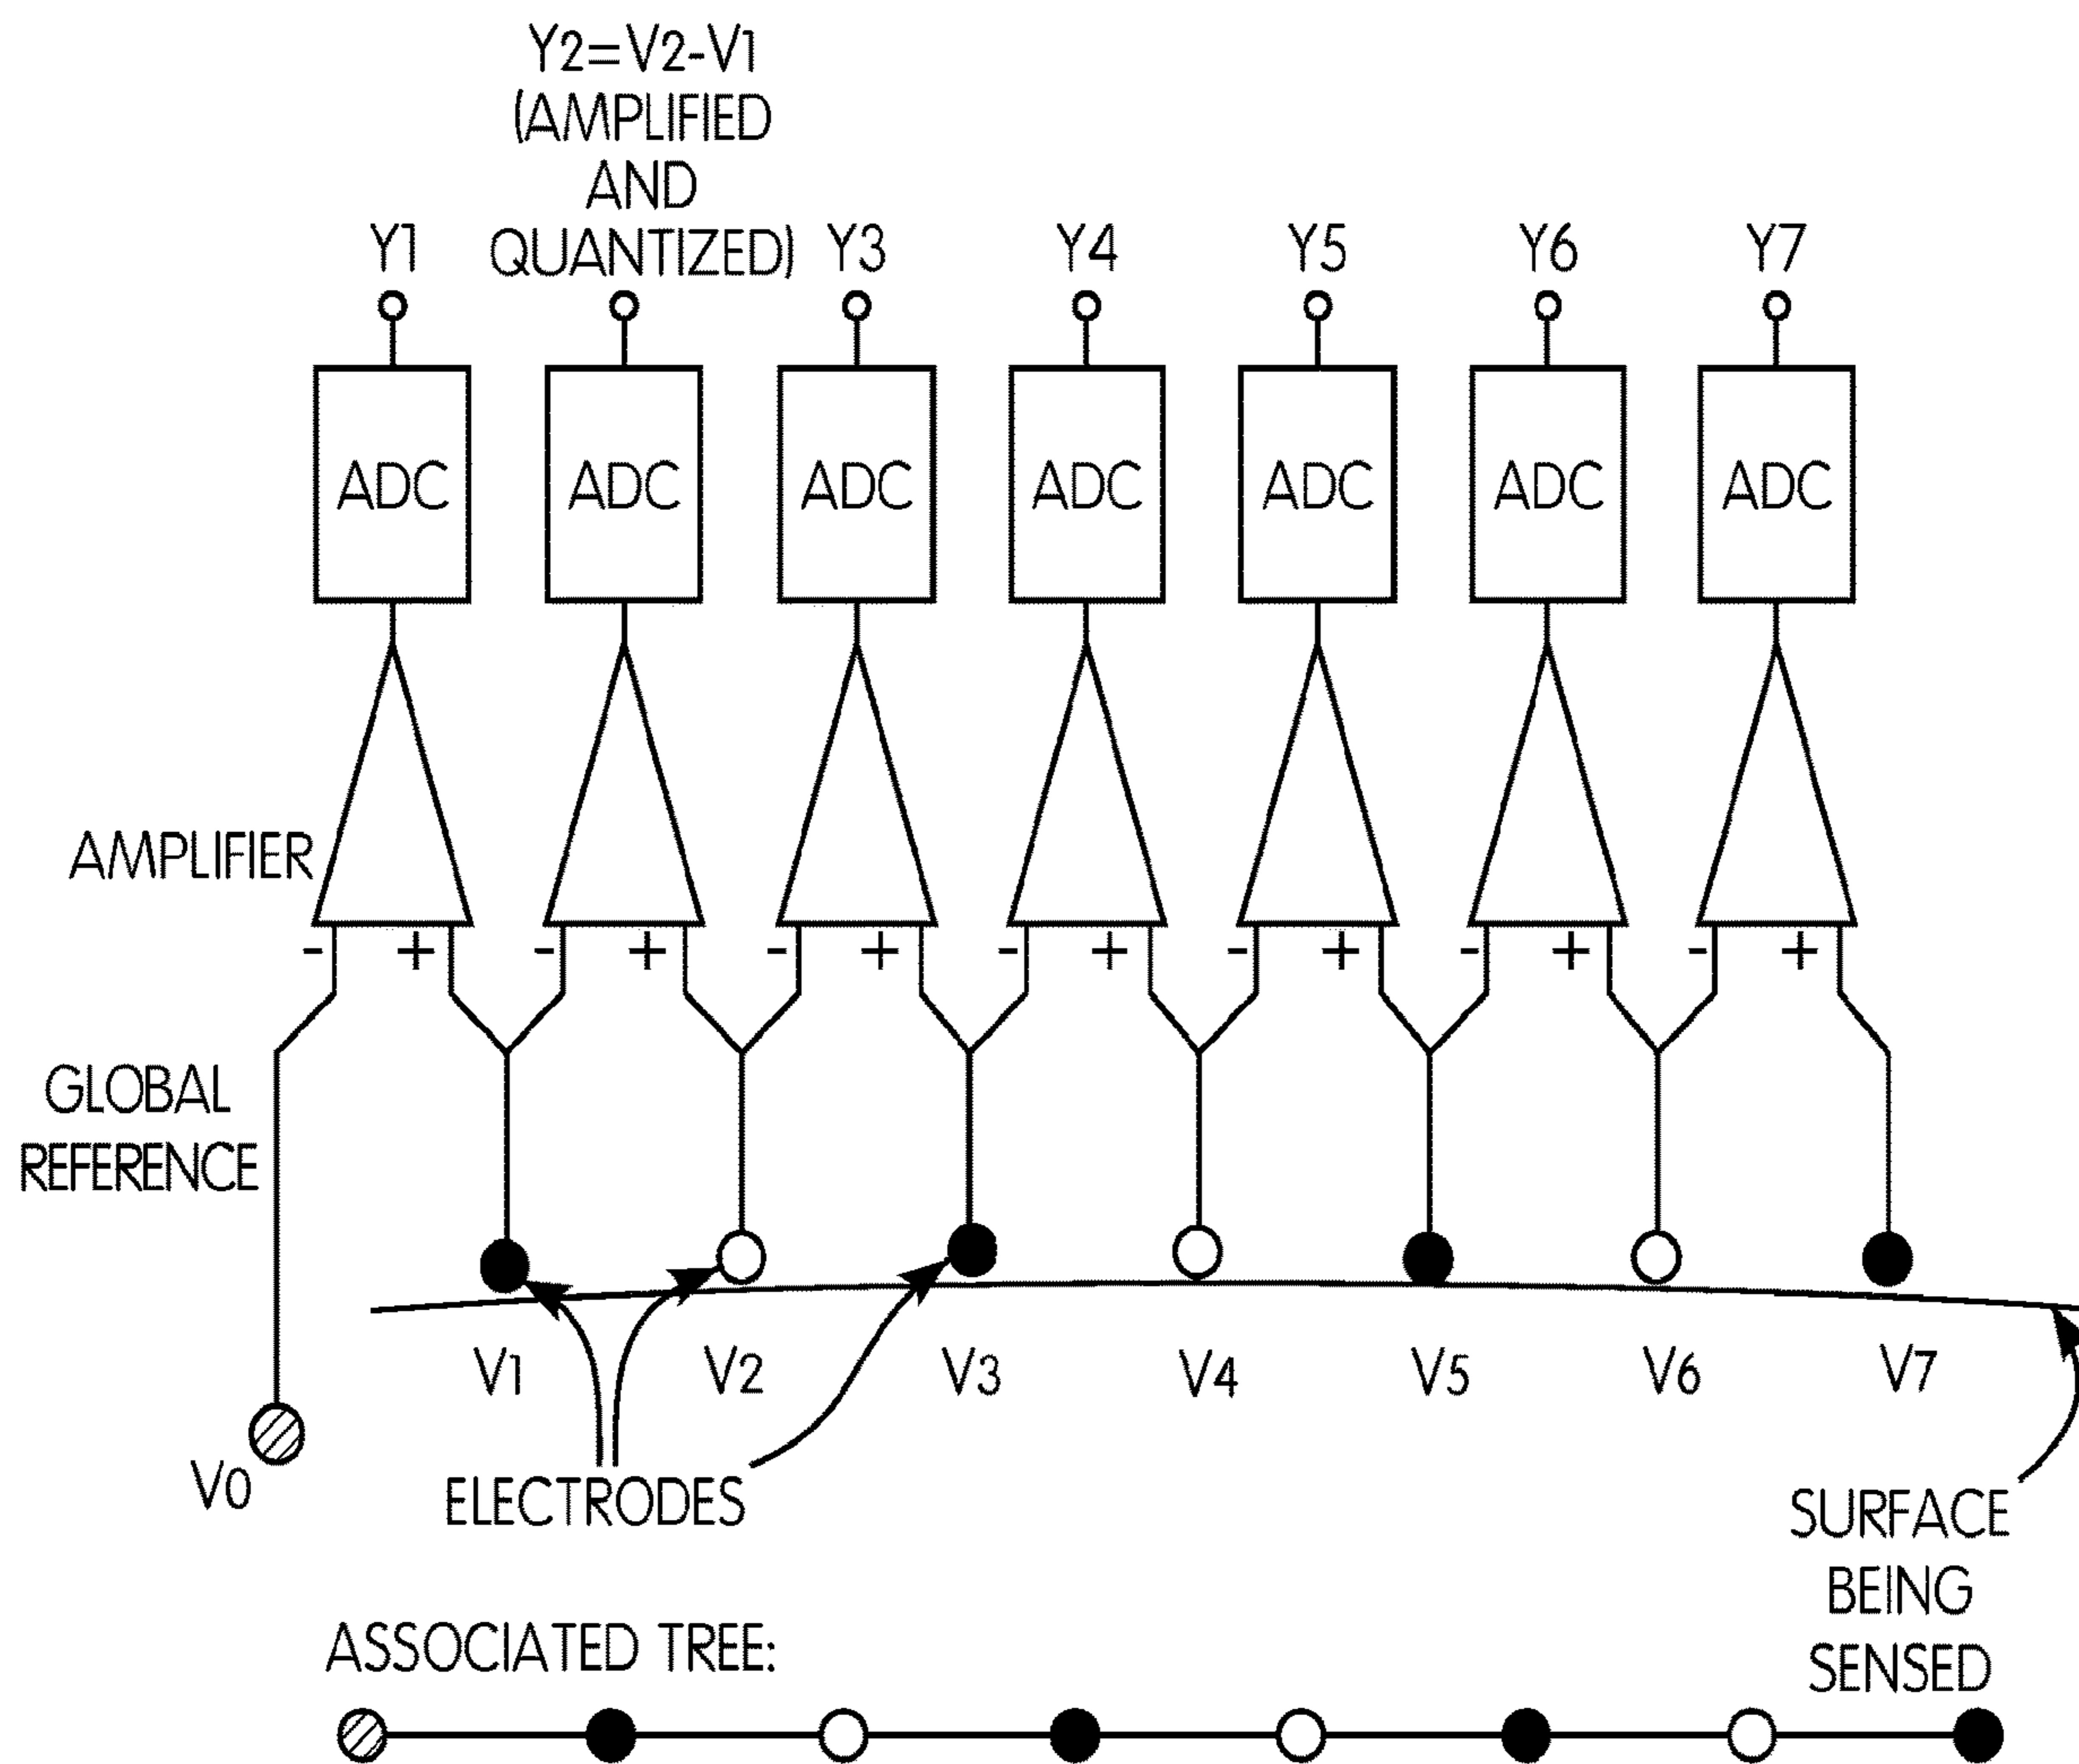 Y2=V2-V1
(AMPLIFIED
AND
QUANTIZED)
Y1
Y3
Y4
Y5
Y6
Y7
ADC
ADC
ADC
ADC
ADC
ADC
ADC
AMPLIFIER
- + - + - + - + - + - + - +
GLOBAL
REFERENCE
V1
V2
V3
V4
V5
V6
V7
V0
ELECTRODES
SURFACE
BEING
SENSED
ASSOCIATED TREE: